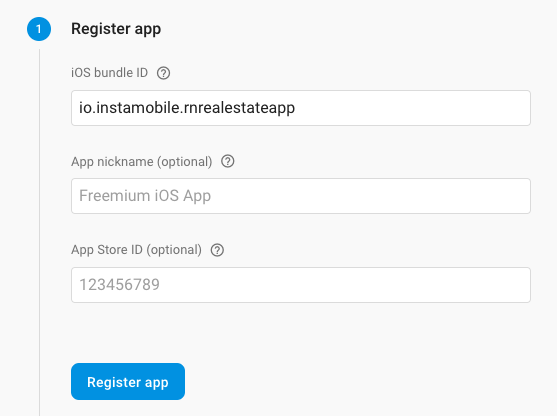 1 Register app
iOS bundle ID ?
io.instamobile.rnrealestateapp
App nickname (optional) ?
Freemium iOS App
App Store ID (optional) ?
123456789
Register app